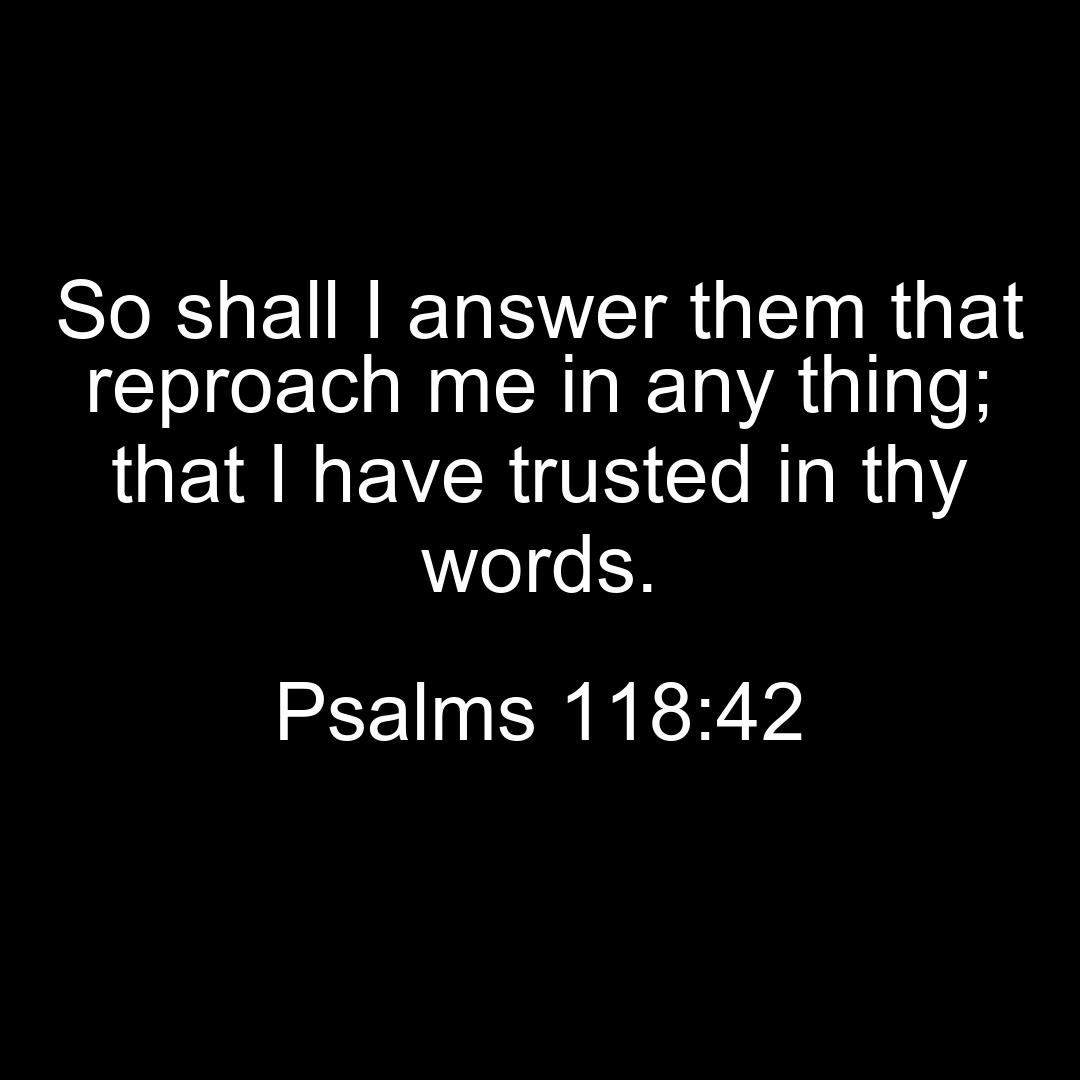 So shall I answer them that
reproach me in any thing;
that I have trusted in thy
words.
Psalms 118:42